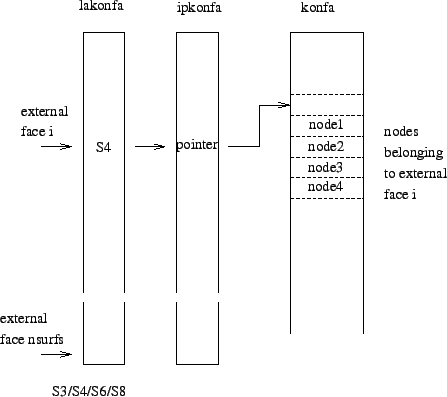 lakonfa
ipkonfa
konfa
external
face i
S4
pointer
node1
node2
node3
node4
nodes
belonging
to external
face i
external
face nsurfs
S3/S4/S6/S8